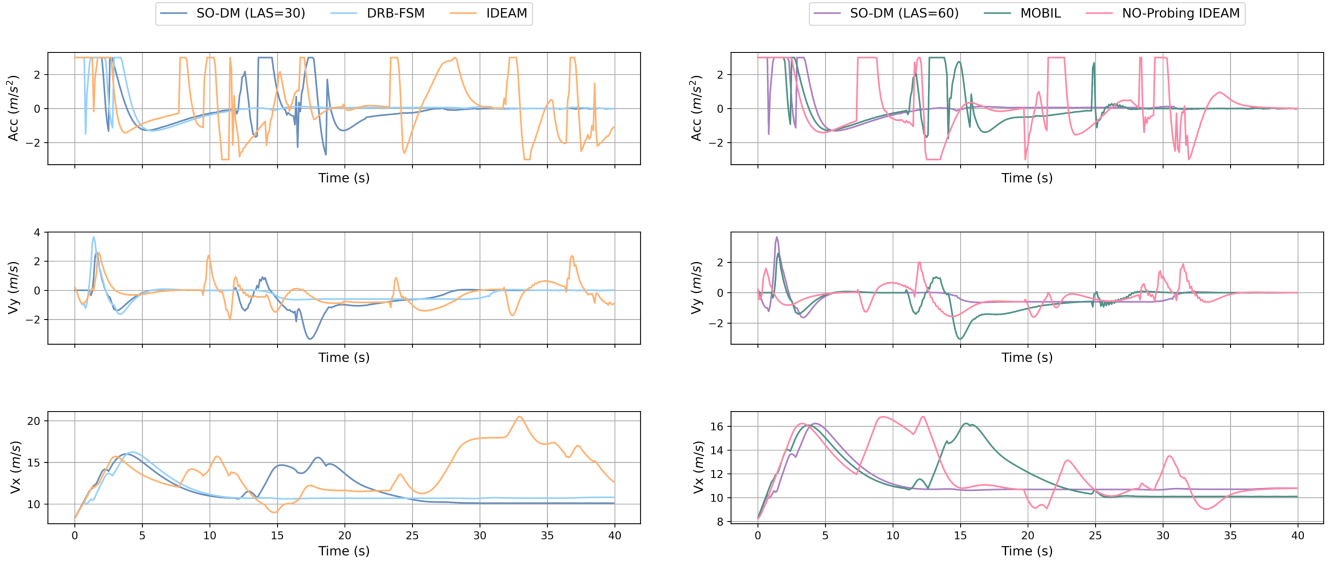 SO-DM (LAS=30) DRB-FSM IDEAM
Acc (m/s²)
2
0
−2
Time (s)
Vy (m/s)
4
2
0
−2
Time (s)
Vx (m/s)
20
15
10
0 5 10 15 20 25 30 35 40
Time (s)
SO-DM (LAS=60) MOBIL NO-Probing IDEAM
Acc (m/s²)
2
0
−2
Time (s)
Vy (m/s)
2
0
−2
Time (s)
Vx (m/s)
16
14
12
10
8
0 5 10 15 20 25 30 35 40
Time (s)